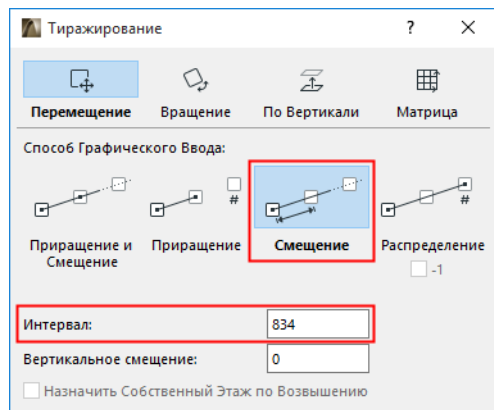 Тиражирование ? ×
Перемещение Вращение По Вертикали Матрица
Способ Графического Ввода:
# #
Приращение и Смещение Приращение Смещение Распределение
-1
Интервал: 834
Вертикальное смещение: 0
Назначить Собственный Этаж по Возвышению